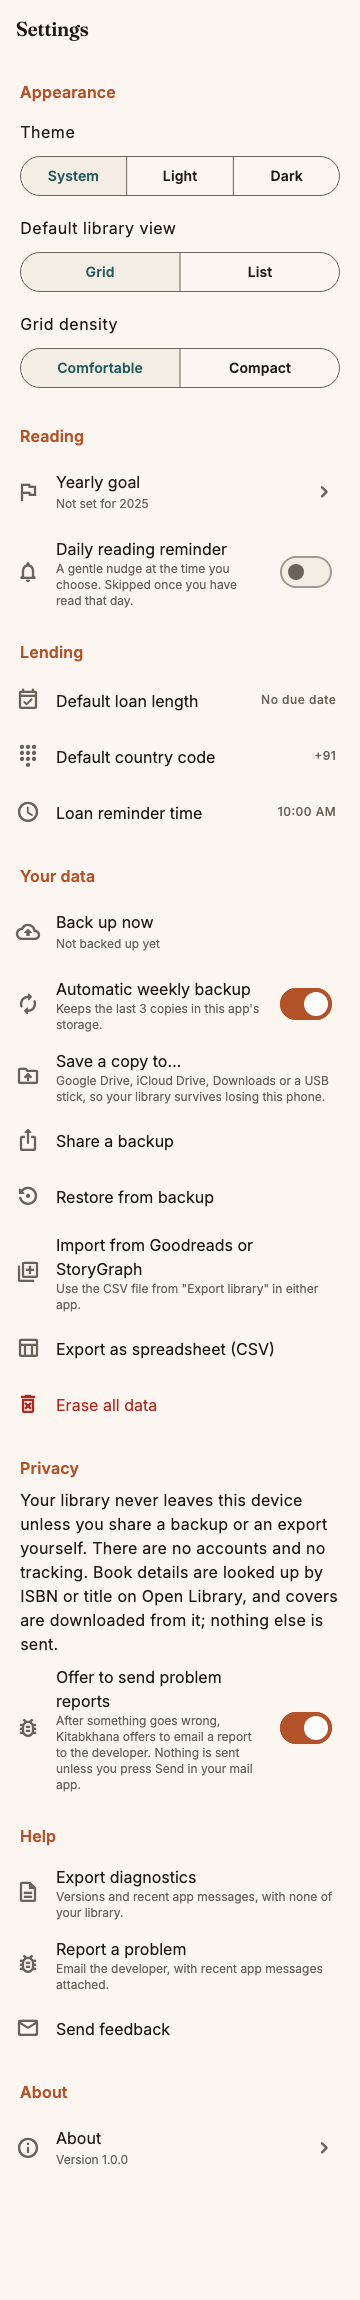 Settings
Appearance
Theme
System Light Dark
Default library view
Grid List
Grid density
Comfortable Compact
Reading
Yearly goal
Not set for 2025
Daily reading reminder
A gentle nudge at the time you
choose. Skipped once you have
read that day.
Lending
Default loan length No due date
Default country code +91
Loan reminder time 10:00 AM
Your data
Back up now
Not backed up yet
Automatic weekly backup
Keeps the last 3 copies in this app's
storage.
Save a copy to...
Google Drive, iCloud Drive, Downloads or a USB
stick, so your library survives losing this phone.
Share a backup
Restore from backup
Import from Goodreads or
StoryGraph
Use the CSV file from "Export library" in either
app.
Export as spreadsheet (CSV)
Erase all data
Privacy
Your library never leaves this device
unless you share a backup or an export
yourself. There are no accounts and no
tracking. Book details are looked up by
ISBN or title on Open Library, and covers
are downloaded from it; nothing else is
sent.
Offer to send problem
reports
After something goes wrong,
Kitabkhana offers to email a report
to the developer. Nothing is sent
unless you press Send in your mail
app.
Help
Export diagnostics
Versions and recent app messages, with none of
your library.
Report a problem
Email the developer, with recent app messages
attached.
Send feedback
About
About
Version 1.0.0